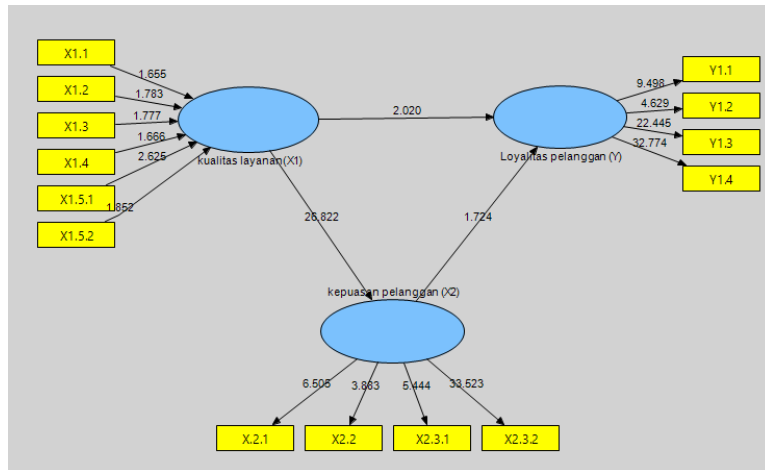 X1.1
X1.2
X1.3
X1.4
X1.5.1
X1.5.2
1.655
1.783
1.777
1.666
2.625
1.852
kualitas layanan(X1)
2.020
Loyalitas pelanggan (Y)
9.498
4.629
22.445
32.774
Y1.1
Y1.2
Y1.3
Y1.4
26.822
1.724
kepuasan pelanggan (X2)
6.505
3.883
5.444
33.523
X.2.1
X2.2
X2.3.1
X2.3.2